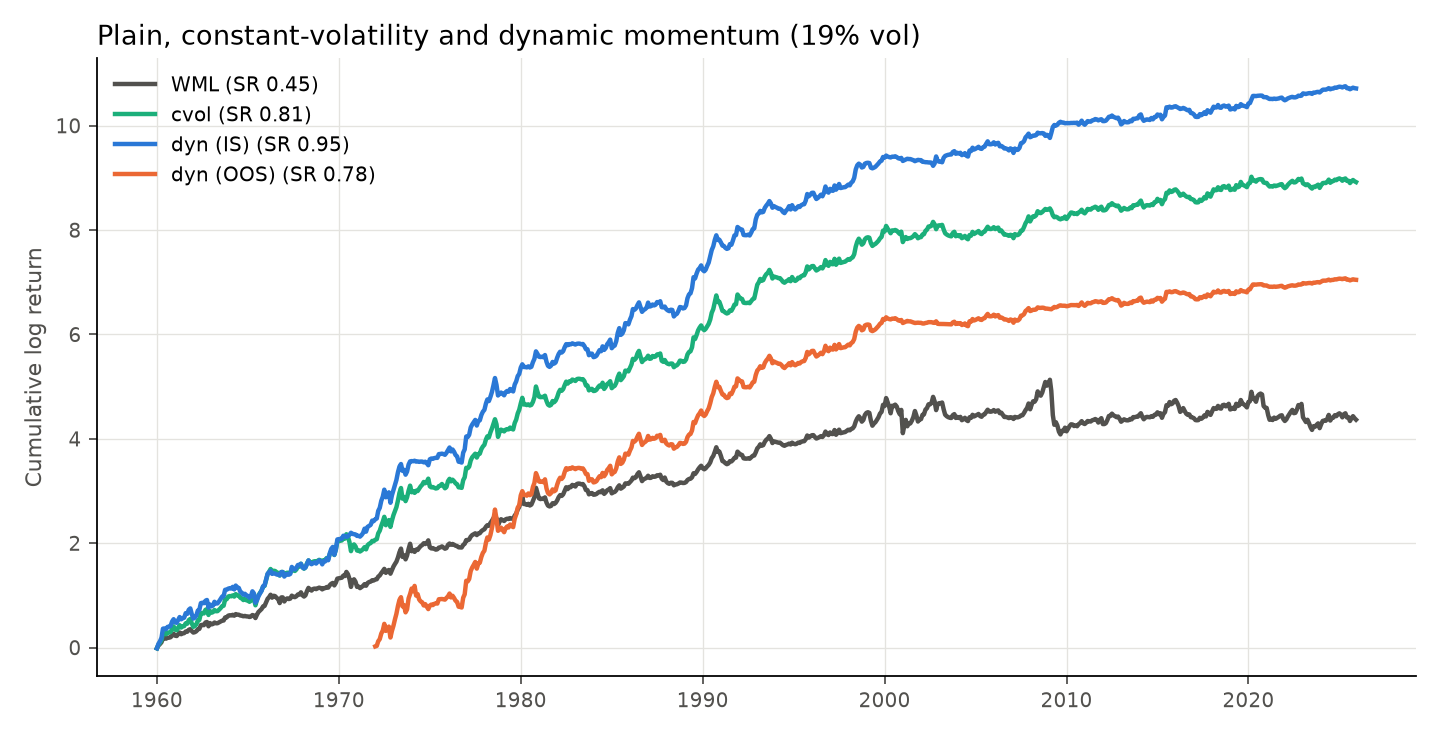 Plain, constant-volatility and dynamic momentum (19% vol)
WML (SR 0.45)
cvol (SR 0.81)
dyn (IS) (SR 0.95)
dyn (OOS) (SR 0.78)
Cumulative log return
10
8
6
4
2
0
1960 1970 1980 1990 2000 2010 2020